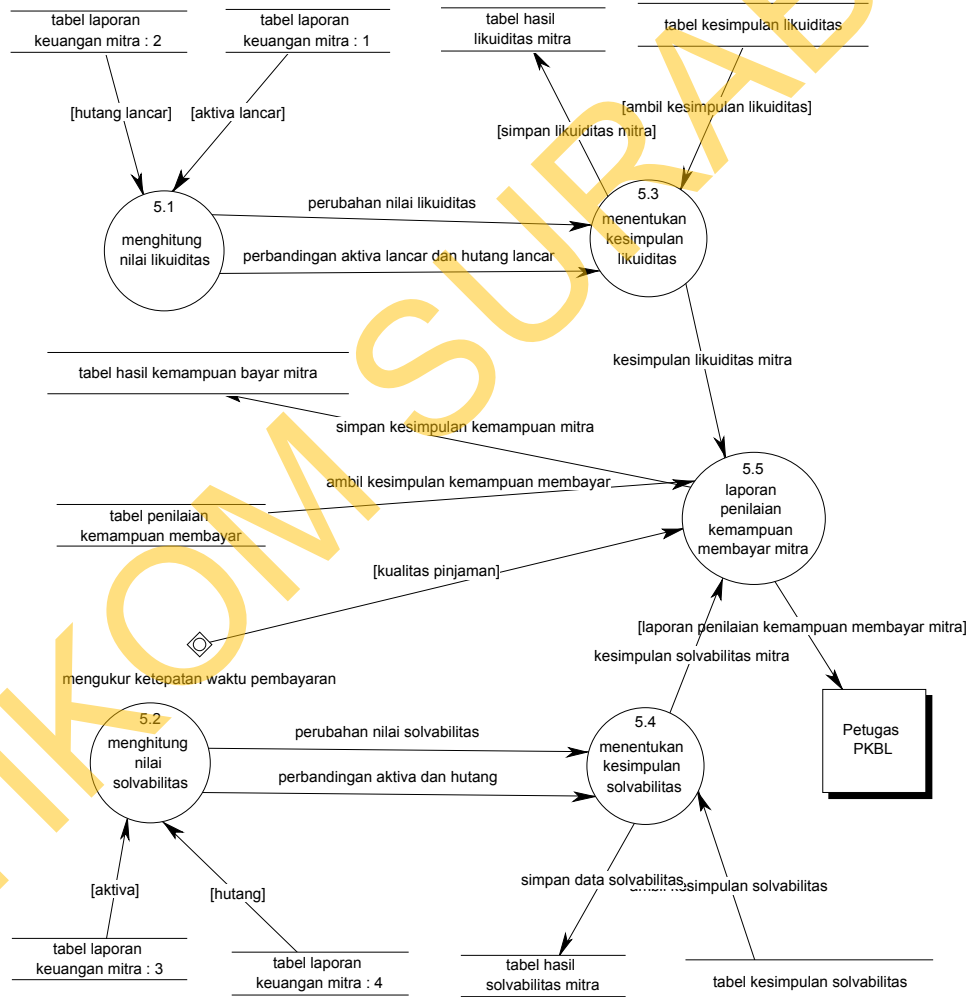 tabel laporan
keuangan mitra : 2
tabel laporan
keuangan mitra : 1
tabel hasil
likuiditas mitra
tabel kesimpulan likuiditas
[hutang lancar]
[aktiva lancar]
[simpan likuiditas mitra]
[ambil kesimpulan likuiditas]
5.1
menghitung
nilai likuiditas
perubahan nilai likuiditas
perbandingan aktiva lancar dan hutang lancar
5.3
menentukan
kesimpulan
likuiditas
kesimpulan likuiditas mitra
tabel hasil kemampuan bayar mitra
simpan kesimpulan kemampuan mitra
ambil kesimpulan kemampuan membayar
tabel penilaian
kemampuan membayar
5.5
laporan
penilaian
kemampuan
membayar mitra
[kualitas pinjaman]
mengukur ketepatan waktu pembayaran
[laporan penilaian kemampuan membayar mitra]
kesimpulan solvabilitas mitra
Petugas
PKBL
5.2
menghitung
nilai
solvabilitas
perubahan nilai solvabilitas
perbandingan aktiva dan hutang
5.4
menentukan
kesimpulan
solvabilitas
[aktiva]
[hutang]
simpan data solvabilitas
ambil kesimpulan solvabilitas
tabel laporan
keuangan mitra : 3
tabel laporan
keuangan mitra : 4
tabel hasil
solvabilitas mitra
tabel kesimpulan solvabilitas
IKOM SURAB